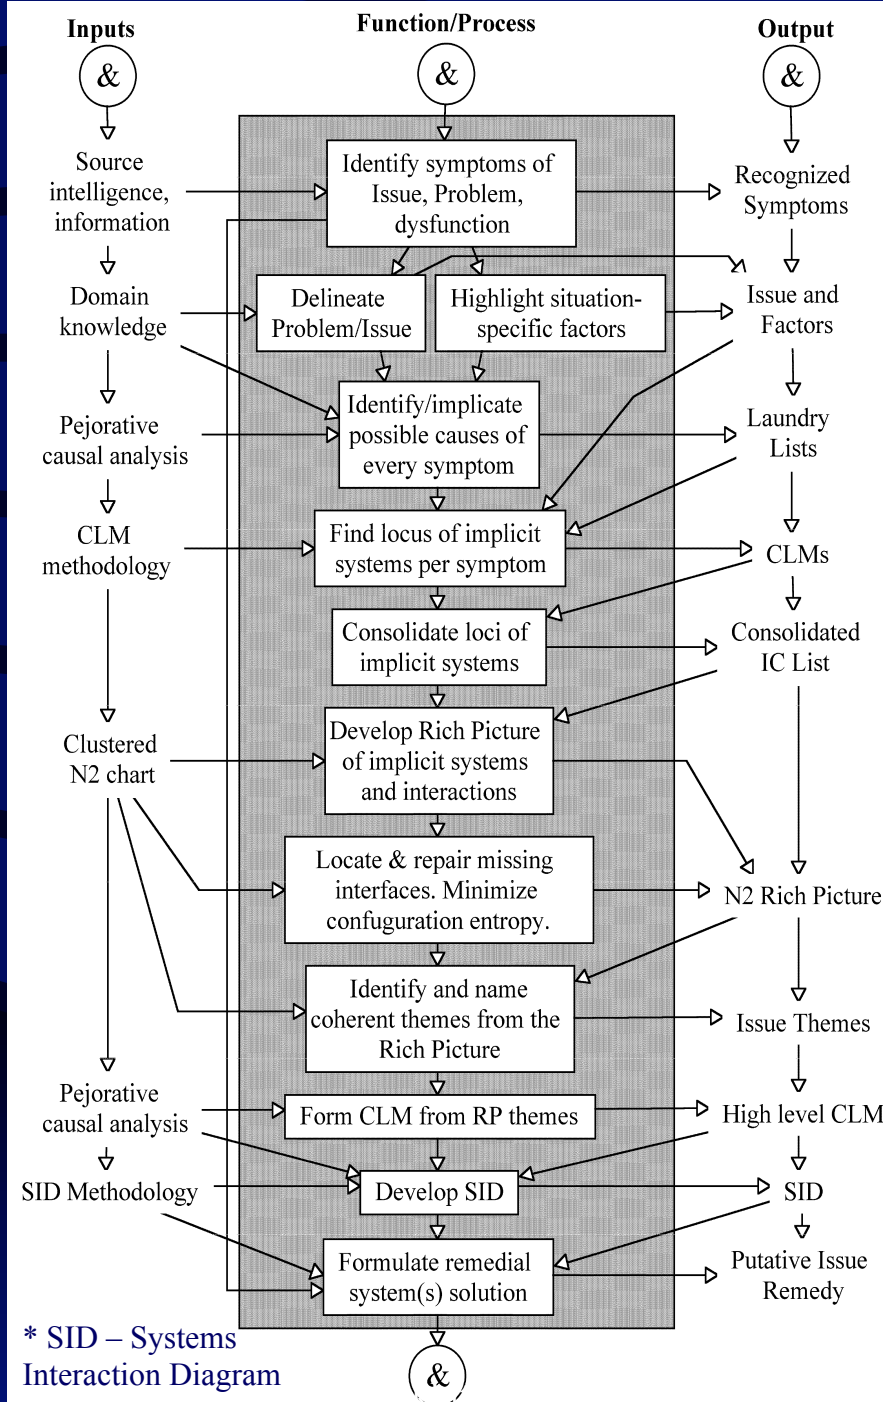 Inputs
Function/Process
Output
&
&
&
Source
intelligence,
information
Identify symptoms of
Issue, Problem,
dysfunction
Recognized
Symptoms
Domain
knowledge
Delineate
Problem/Issue
Highlight situation-
specific factors
Issue and
Factors
Pejorative
causal analysis
Identify/implicate
possible causes of
every symptom
Laundry
Lists
CLM
methodology
Find locus of implicit
systems per symptom
CLMs
Consolidate loci of
implicit systems
Consolidated
IC List
Clustered
N2 chart
Develop Rich Picture
of implicit systems
and interactions
Locate & repair missing
interfaces. Minimize
confuguration entropy.
N2 Rich Picture
Identify and name
coherent themes from the
Rich Picture
Issue Themes
Pejorative
causal analysis
Form CLM from RP themes
High level CLM
SID Methodology
Develop SID
SID
Formulate remedial
system(s) solution
Putative Issue
Remedy
* SID – Systems
Interaction Diagram
&